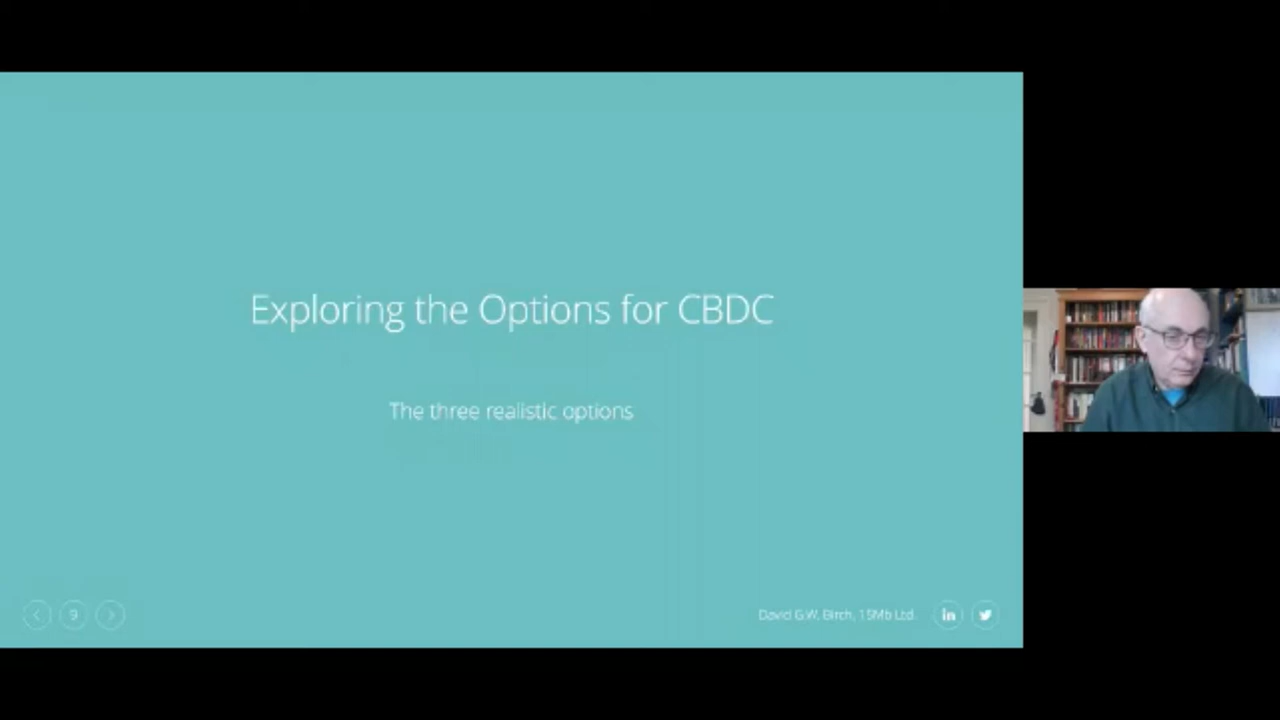 Exploring the Options for CBDC
The three realistic options
9
David G.W. Birch, 15Mb Ltd.
in